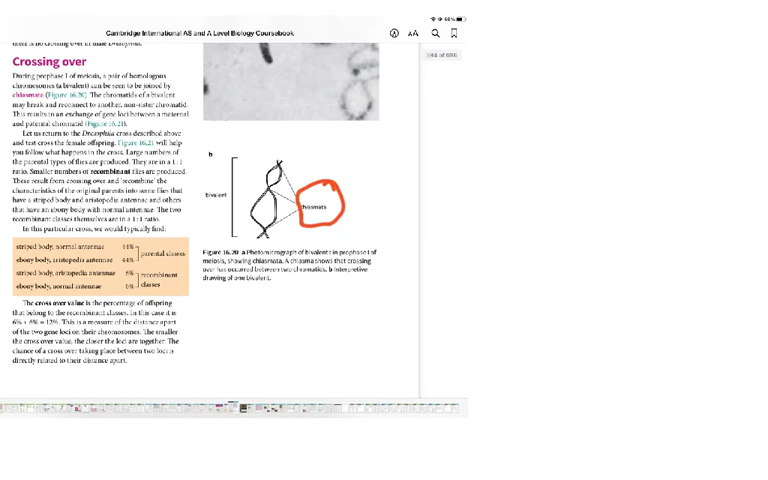 68%
Cambridge International AS and A Level Biology Coursebook
AA
there is no crossing over in male Drosophila.
Crossing over
During prophase I of meiosis, a pair of homologous
chromosomes (a bivalent) can be seen to be joined by
chiasmata (Figure 16.20). The chromatids of a bivalent
may break and reconnect to another, non-sister chromatid.
This results in an exchange of gene loci between a maternal
and paternal chromatid (Figure 16.21).
Let us return to the Drosophila cross described above
and test cross the female offspring. Figure 16.21 will help
you follow what happens in the cross. Large numbers of
the parental types of flies are produced. They are in a 1 : 1
ratio. Smaller numbers of recombinant flies are produced.
These result from crossing over and 'recombine' the
characteristics of the original parents into some flies that
have a striped body and aristopedia antennae and others
that have an ebony body with normal antennae. The two
recombinant classes themselves are in a 1 : 1 ratio.
In this particular cross, we would typically find:
striped body, normal antennae 44%
ebony body, aristopedia antennae 44%
parental classes
striped body, aristopedia antennae 6%
ebony body, normal antennae 6%
recombinant
classes
The cross over value is the percentage of offspring
that belong to the recombinant classes. In this case it is
6% + 6% = 12%. This is a measure of the distance apart
of the two gene loci on their chromosomes. The smaller
the cross over value, the closer the loci are together. The
chance of a cross over taking place between two loci is
directly related to their distance apart.
b
bivalent
chiasmata
Figure 16.20 a Photomicrograph of bivalents in prophase I of
meiosis, showing chiasmata. A chiasma shows that crossing
over has occurred between two chromatids. b Interpretive
drawing of one bivalent.